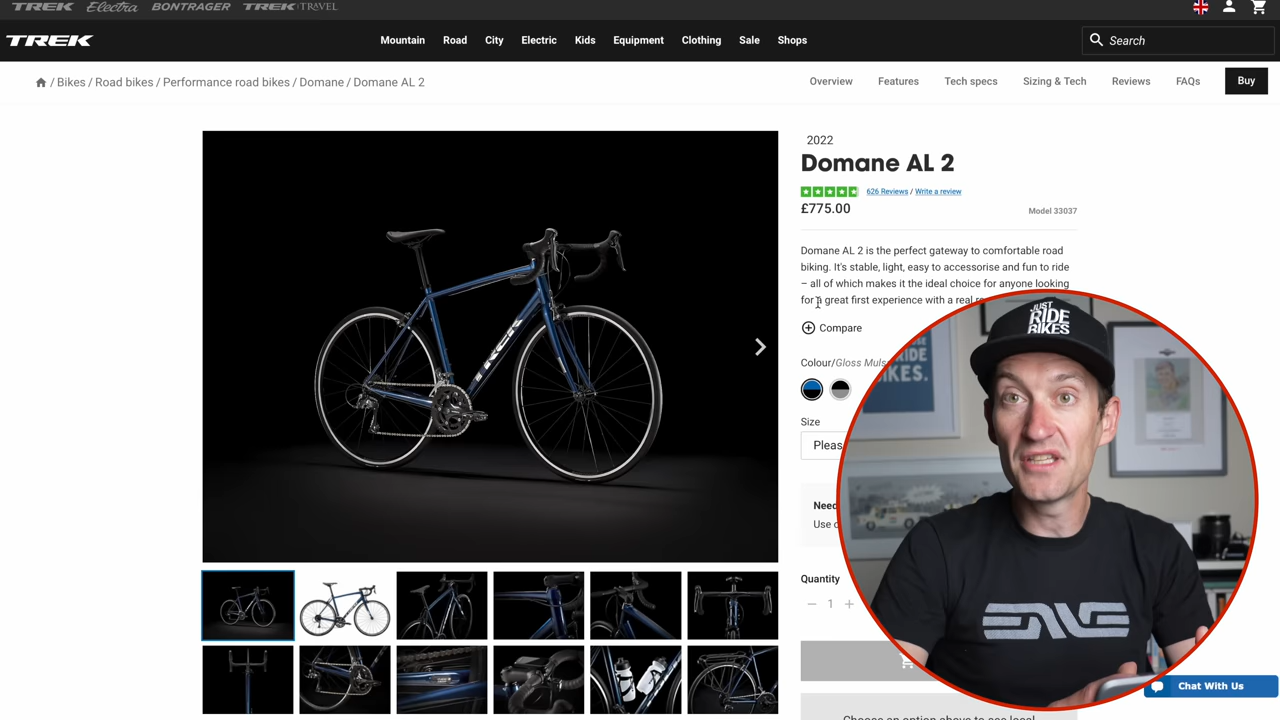 TREK Electra BONTRAGER TREK TRAVEL
TREK
Mountain Road City Electric Kids Equipment Clothing Sale Shops
Search
/ Bikes / Road bikes / Performance road bikes / Domane / Domane AL 2
Overview Features Tech specs Sizing & Tech Reviews FAQs Buy
2022
Domane AL 2
626 Reviews / Write a review
£775.00
Model 33037
Domane AL 2 is the perfect gateway to comfortable road
biking. It's stable, light, easy to accessorise and fun to ride
– all of which makes it the ideal choice for anyone looking
for a great first experience with a real
Compare
Colour/Gloss
Size
Quantity
1
Chat With Us
TREK
JUST
RIDE
BIKES
RIDE
IKES.
ENVE